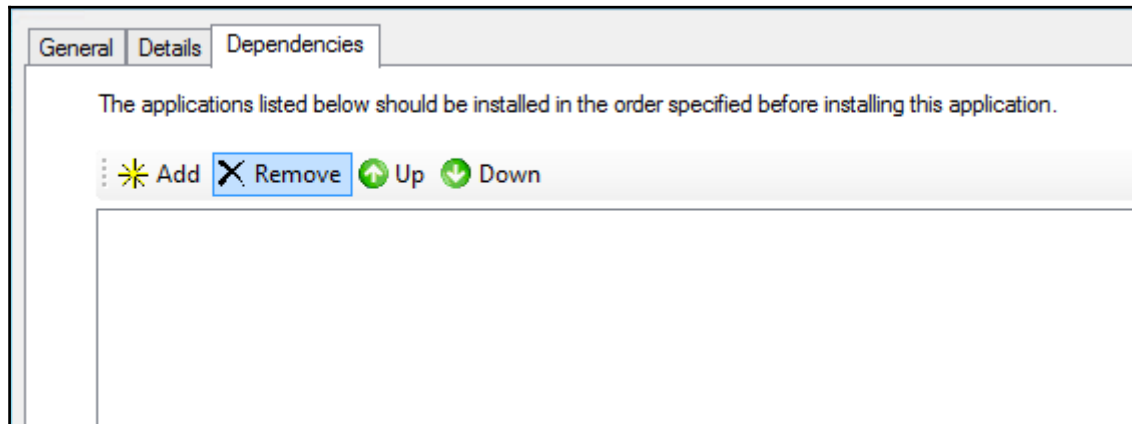 General Details Dependencies
The applications listed below should be installed in the order specified before installing this application.
Add Remove Up Down